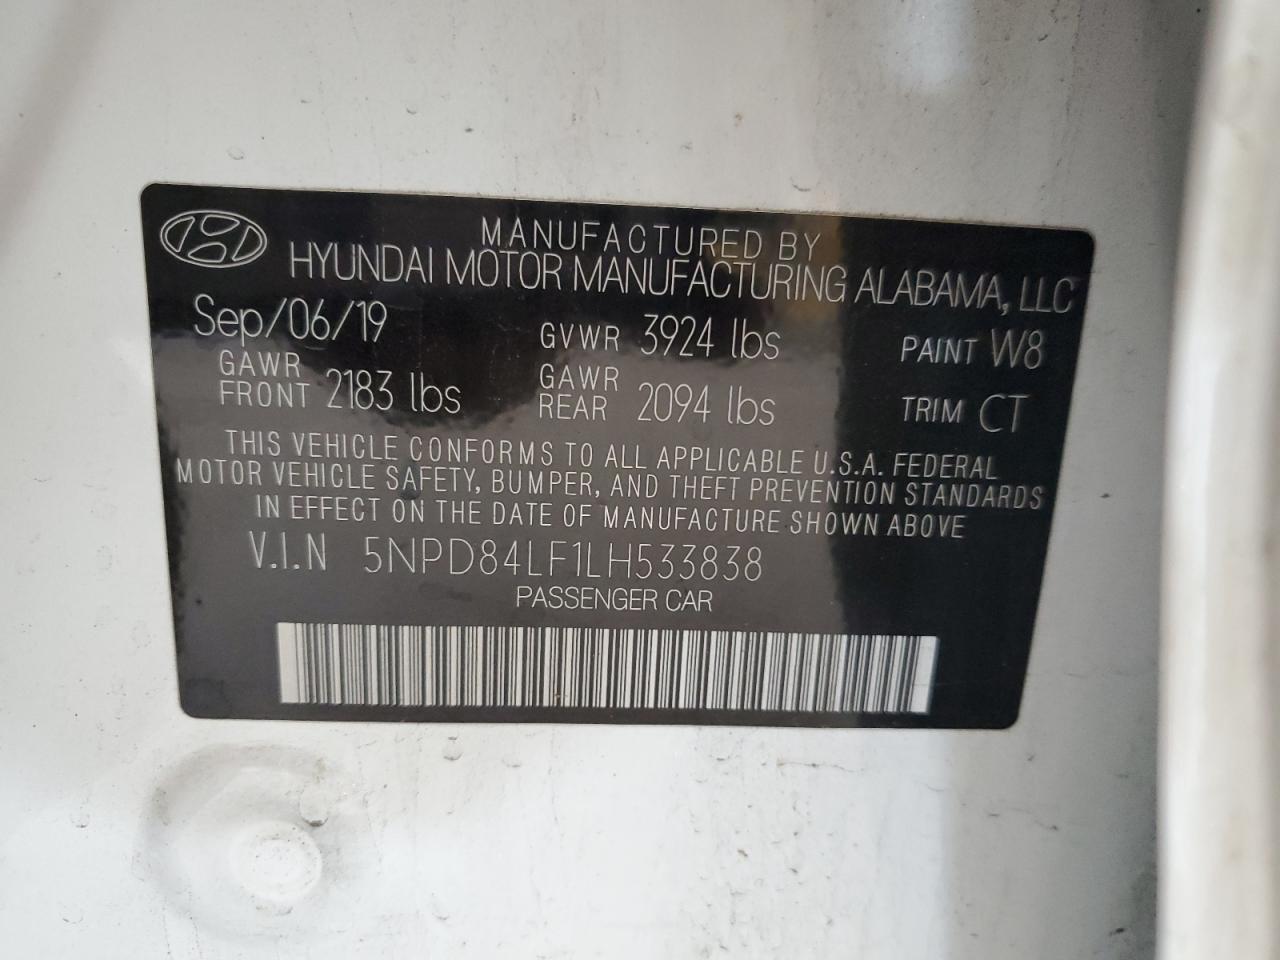 MANUFACTURED BY
HYUNDAI MOTOR MANUFACTURING ALABAMA, LLC
Sep/06/19 GVWR 3924 lbs PAINT W8
GAWR FRONT 2183 lbs GAWR REAR 2094 lbs TRIM CT
THIS VEHICLE CONFORMS TO ALL APPLICABLE U.S.A. FEDERAL
MOTOR VEHICLE SAFETY, BUMPER, AND THEFT PREVENTION STANDARDS
IN EFFECT ON THE DATE OF MANUFACTURE SHOWN ABOVE
V.I.N 5NPD84LF1LH533838
PASSENGER CAR